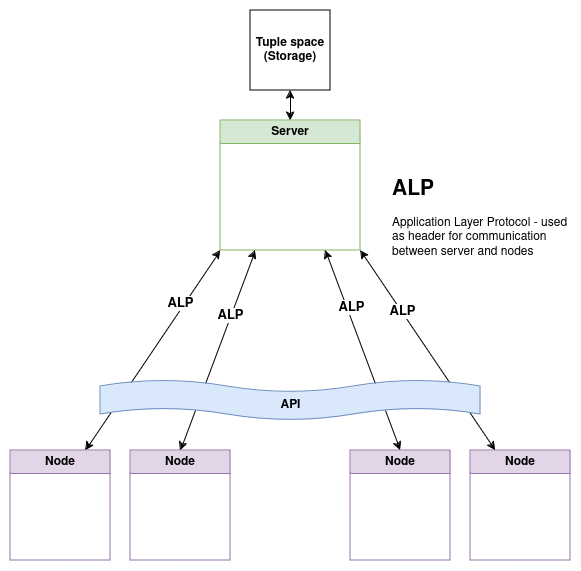 Tuple space
(Storage)
Server
ALP
Application Layer Protocol - used
as header for communication
between server and nodes
ALP
ALP
ALP
ALP
API
Node
Node
Node
Node